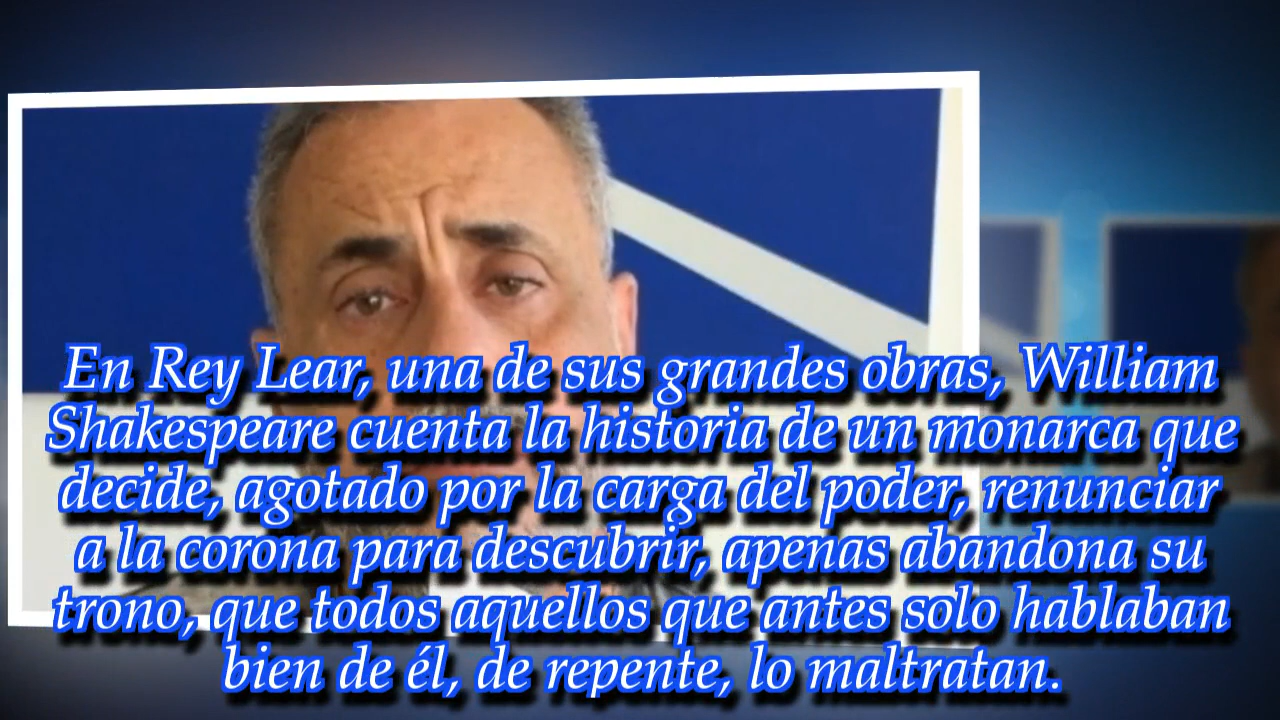 En Rey Lear, una de sus grandes obras, William
Shakespeare cuenta la historia de un monarca que
decide, agotado por la carga del poder, renunciar
a la corona para descubrir, apenas abandona su
trono, que todos aquellos que antes solo hablaban
bien de él, de repente, lo maltratan.